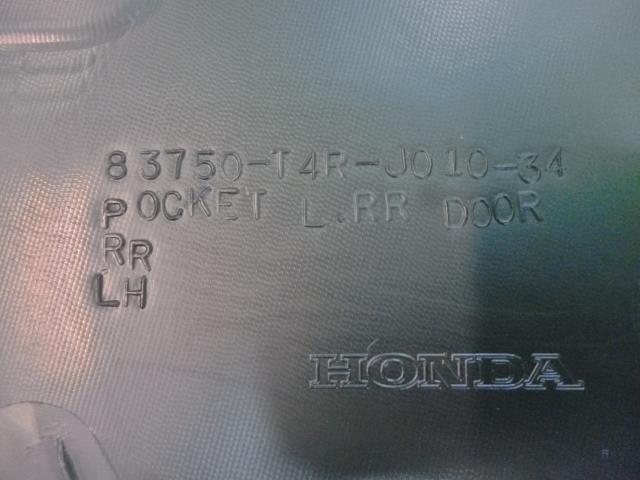 83750-T4R-J010-34
POCKET L.RR DOOR
RR
LH
HONDA